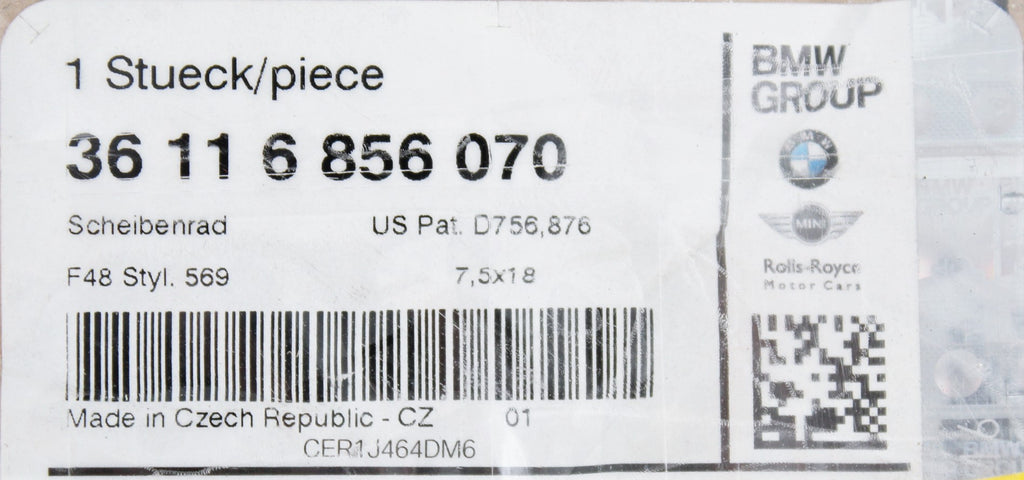 1 Stueck/piece
36 11 6 856 070
Scheibenrad US Pat. D756,876
F48 Styl. 569 7,5x18
Made in Czech Republic - CZ 01
CER1J464DM6
BMW
GROUP
BMW
MINI
Rolls-Royce
Motor Cars